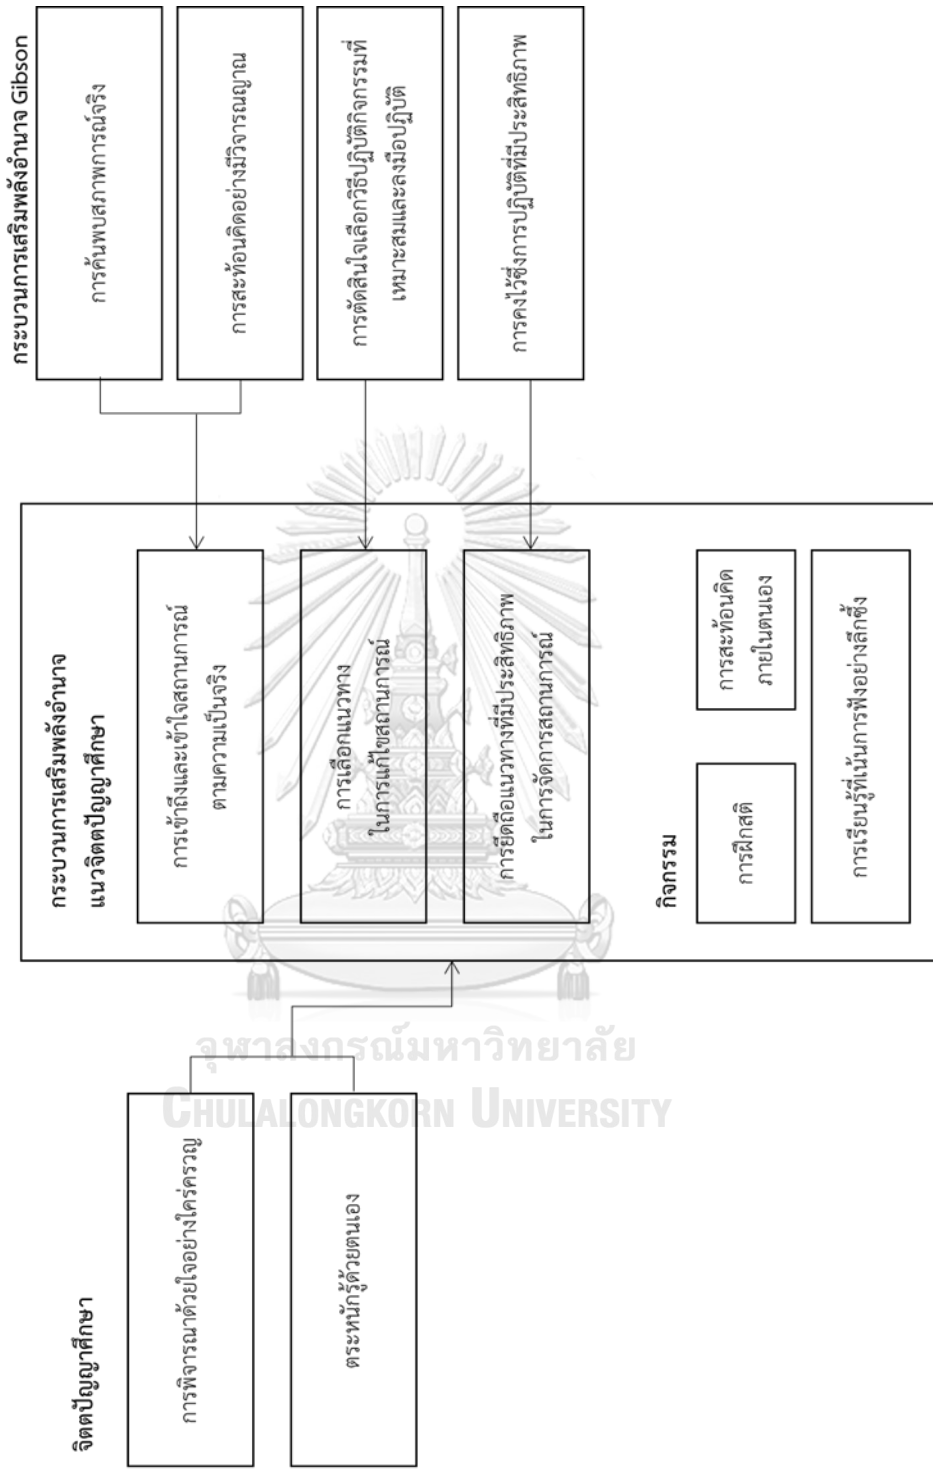 จิตตปัญญาศึกษา
การพิจารณาด้วยใจอย่างใคร่ครวญ
ตระหนักรู้ด้วยตนเอง
กระบวนการเสริมพลังอำนาจ
แนวจิตตปัญญาศึกษา
การเข้าถึงและเข้าใจสถานการณ์
ตามความเป็นจริง
การเลือกแนวทาง
ในการแก้ไขสถานการณ์
การยึดถือแนวทางที่มีประสิทธิภาพ
ในการจัดการสถานการณ์
กิจกรรม
การฝึกสติ
การสะท้อนคิด
ภายในตนเอง
การเรียนรู้ที่เน้นการฟังอย่างลึกซึ้ง
กระบวนการเสริมพลังอำนาจ Gibson
การค้นพบสภาพการณ์จริง
การสะท้อนคิดอย่างมีวิจารณญาณ
การตัดสินใจเลือกวิธีปฏิบัติกิจกรรมที่
เหมาะสมและลงมือปฏิบัติ
การคงไว้ซึ่งการปฏิบัติที่มีประสิทธิภาพ
จุฬาลงกรณ์มหาวิทยาลัย
CHULALONGKORN UNIVERSITY